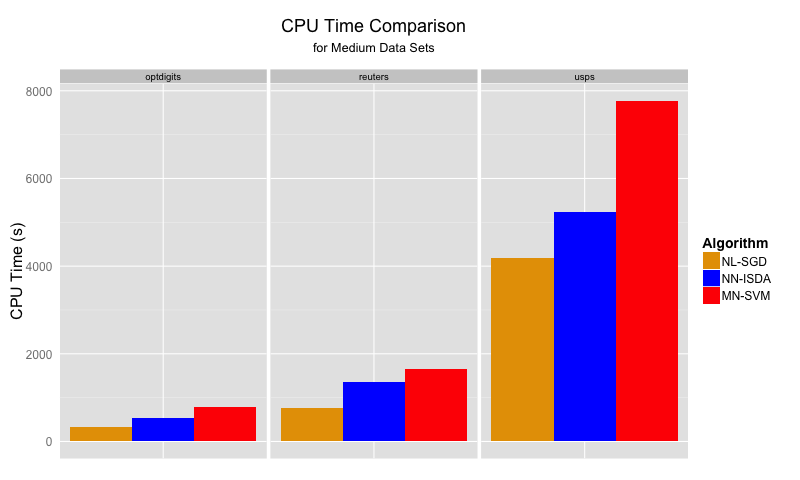 CPU Time Comparison
for Medium Data Sets
optdigits
reuters
usps
8000
6000
4000
2000
0
CPU Time (s)
Algorithm
NL-SGD
NN-ISDA
MN-SVM